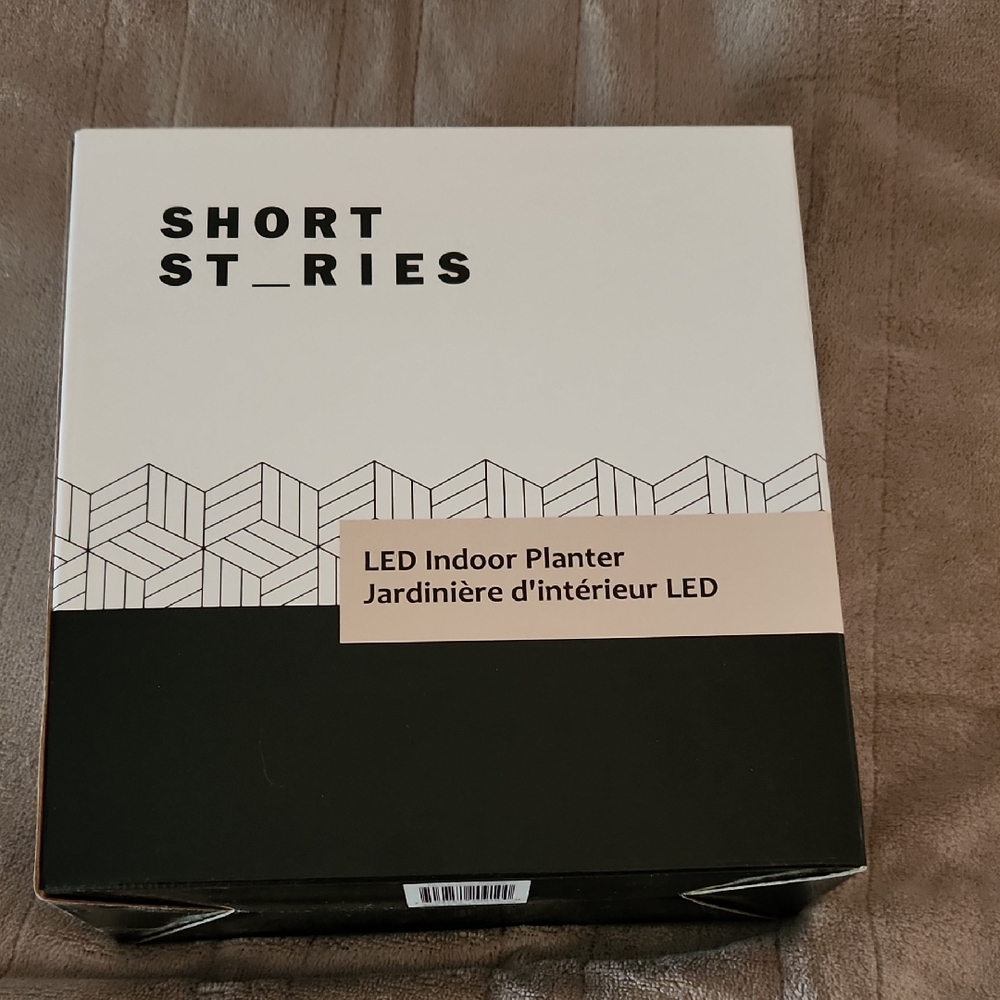 SHORT
ST_RIES
LED Indoor Planter
Jardinière d'intérieur LED